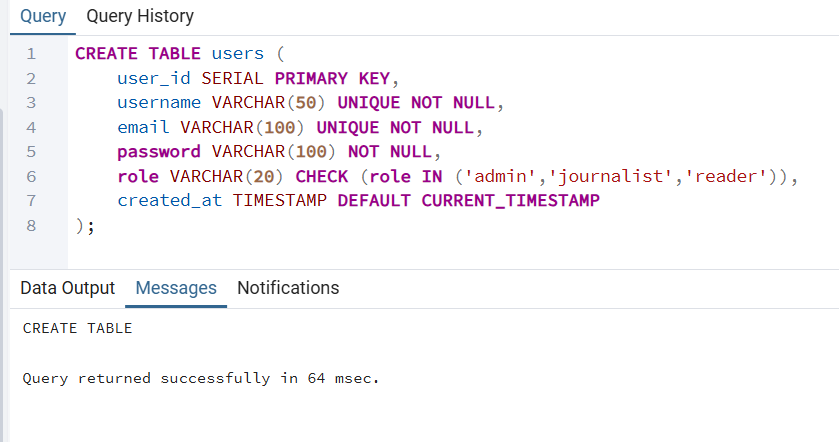 Query Query History
1 CREATE TABLE users (
2 user_id SERIAL PRIMARY KEY,
3 username VARCHAR(50) UNIQUE NOT NULL,
4 email VARCHAR(100) UNIQUE NOT NULL,
5 password VARCHAR(100) NOT NULL,
6 role VARCHAR(20) CHECK (role IN ('admin','journalist','reader')),
7 created_at TIMESTAMP DEFAULT CURRENT_TIMESTAMP
8 );
Data Output Messages Notifications
CREATE TABLE
Query returned successfully in 64 msec.